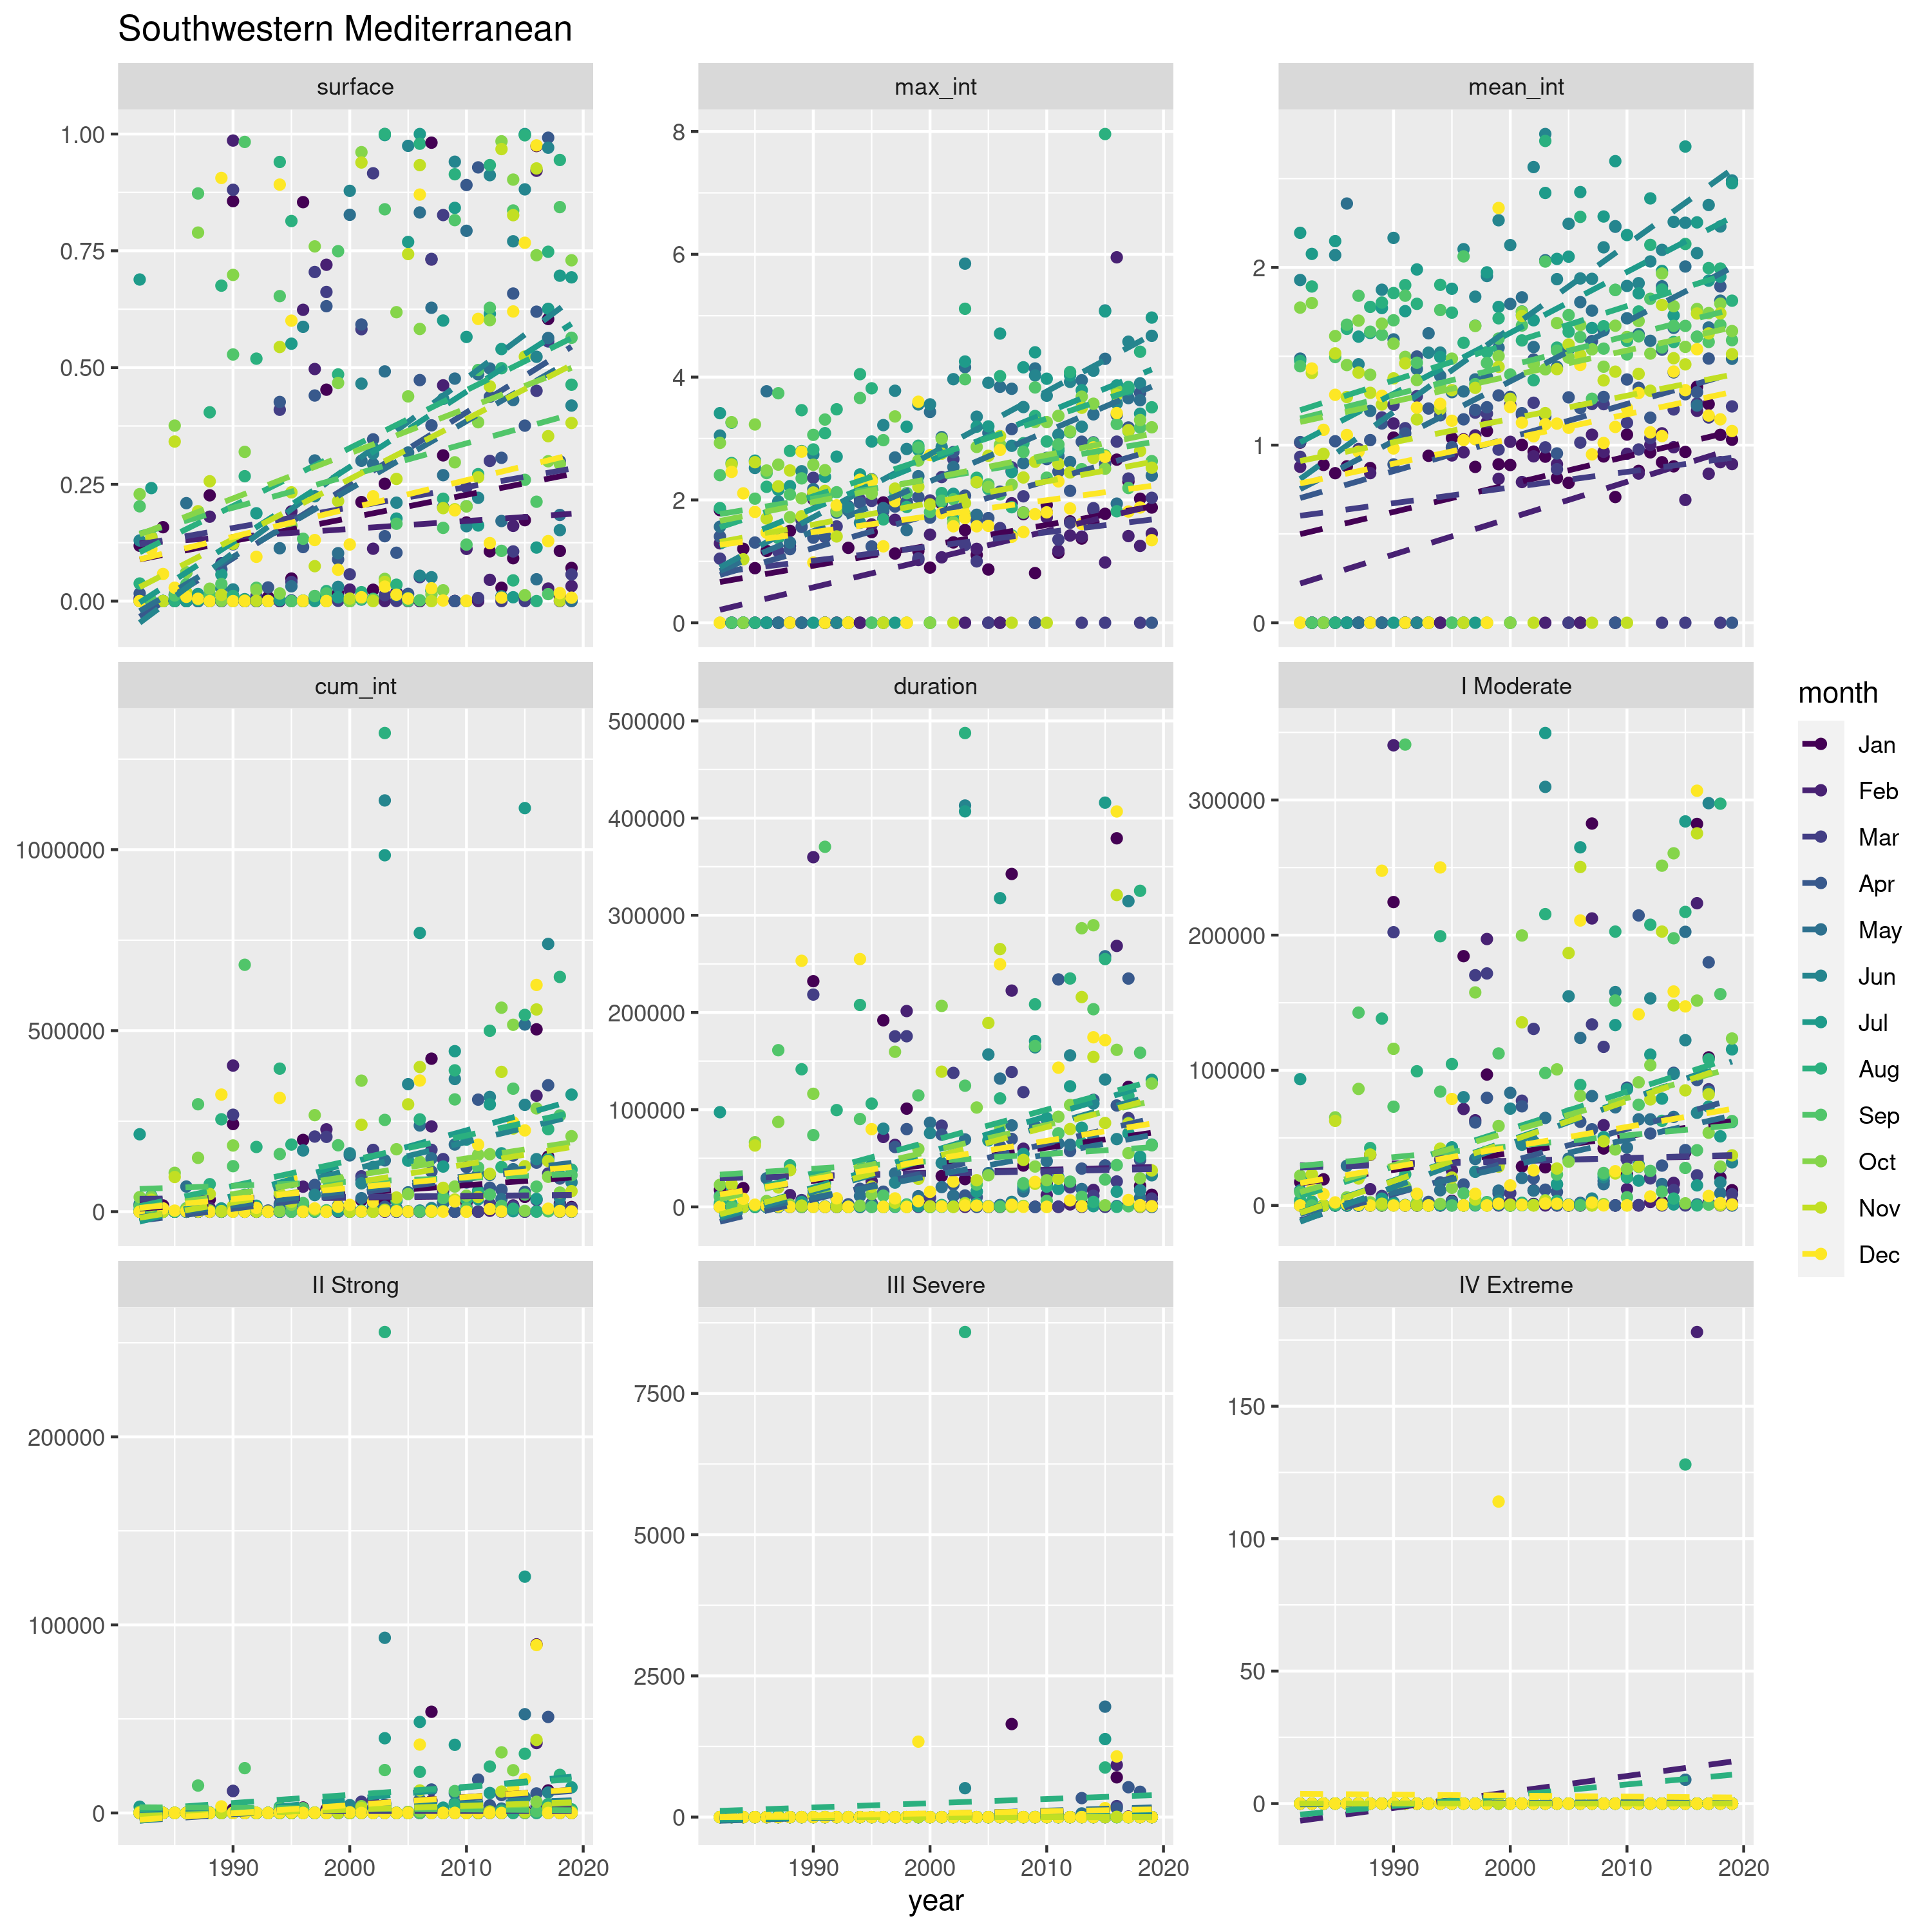 Southwestern Mediterranean
surface
max_int
mean_int
1.00
0.75
0.50
0.25
0.00
8
6
4
2
0
2
1
0
cum_int
duration
I Moderate
1000000
500000
0
500000
400000
300000
200000
100000
0
300000
200000
100000
0
II Strong
III Severe
IV Extreme
200000
100000
0
7500
5000
2500
0
150
100
50
0
1990 2000 2010 2020
1990 2000 2010 2020
1990 2000 2010 2020
year
month
Jan
Feb
Mar
Apr
May
Jun
Jul
Aug
Sep
Oct
Nov
Dec